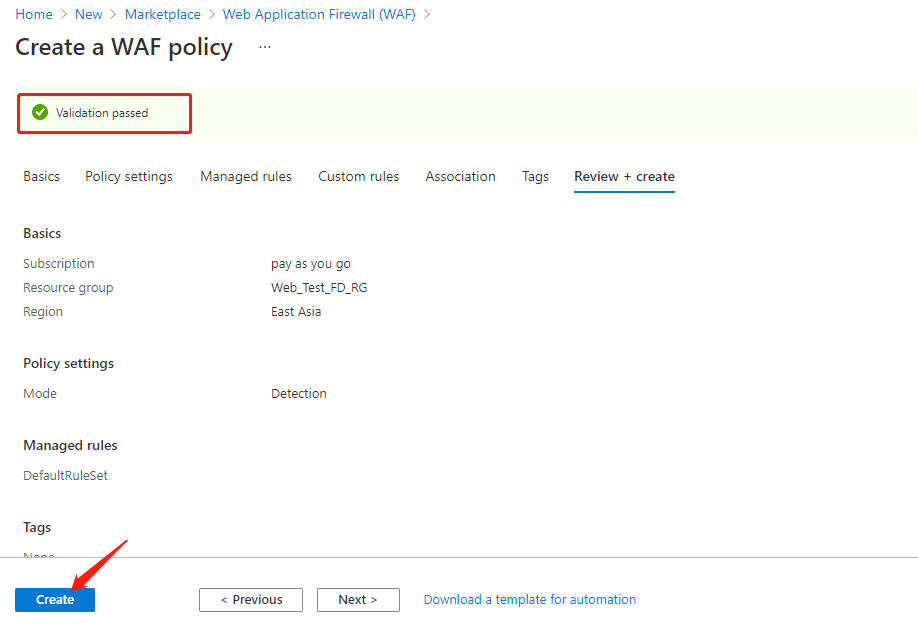 Home > New > Marketplace > Web Application Firewall (WAF) >
Create a WAF policy ...
Validation passed
Basics Policy settings Managed rules Custom rules Association Tags Review + create
Basics
Subscription pay as you go
Resource group Web_Test_FD_RG
Region East Asia
Policy settings
Mode Detection
Managed rules
DefaultRuleSet
Tags
None
Create < Previous Next > Download a template for automation